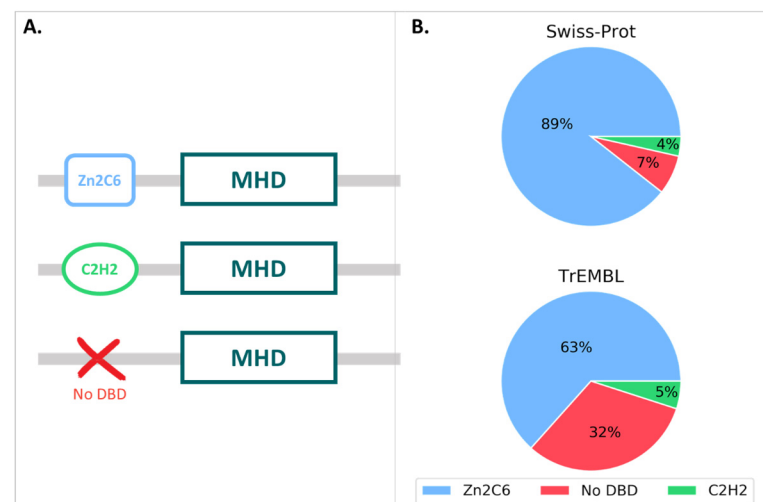 A.
Zn2C6
MHD
C2H2
MHD
MHD
No DBD
B.
Swiss-Prot
89%
4%
7%
TrEMBL
63%
5%
32%
Zn2C6 No DBD C2H2